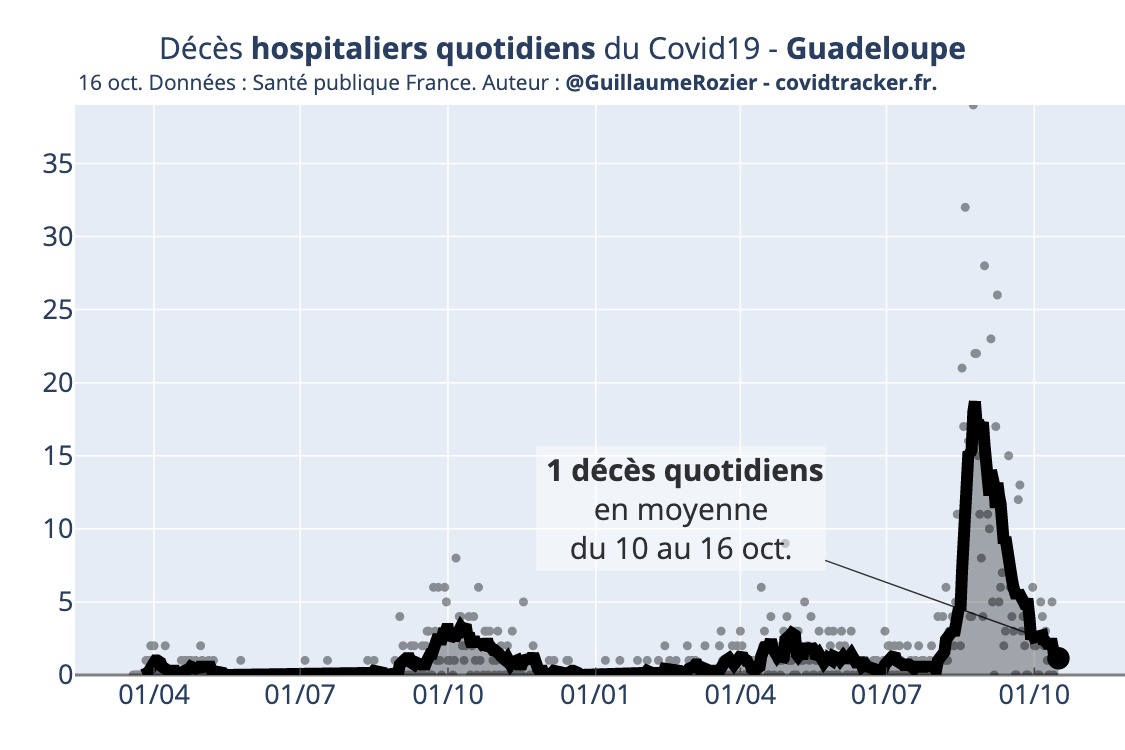 Décès hospitaliers quotidiens du Covid19 - Guadeloupe
16 oct. Données : Santé publique France. Auteur : @GuillaumeRozier - covidtracker.fr.
35
30
25
20
15
10
5
0
1 décès quotidiens
en moyenne
du 10 au 16 oct.
01/04 01/07 01/10 01/01 01/04 01/07 01/10